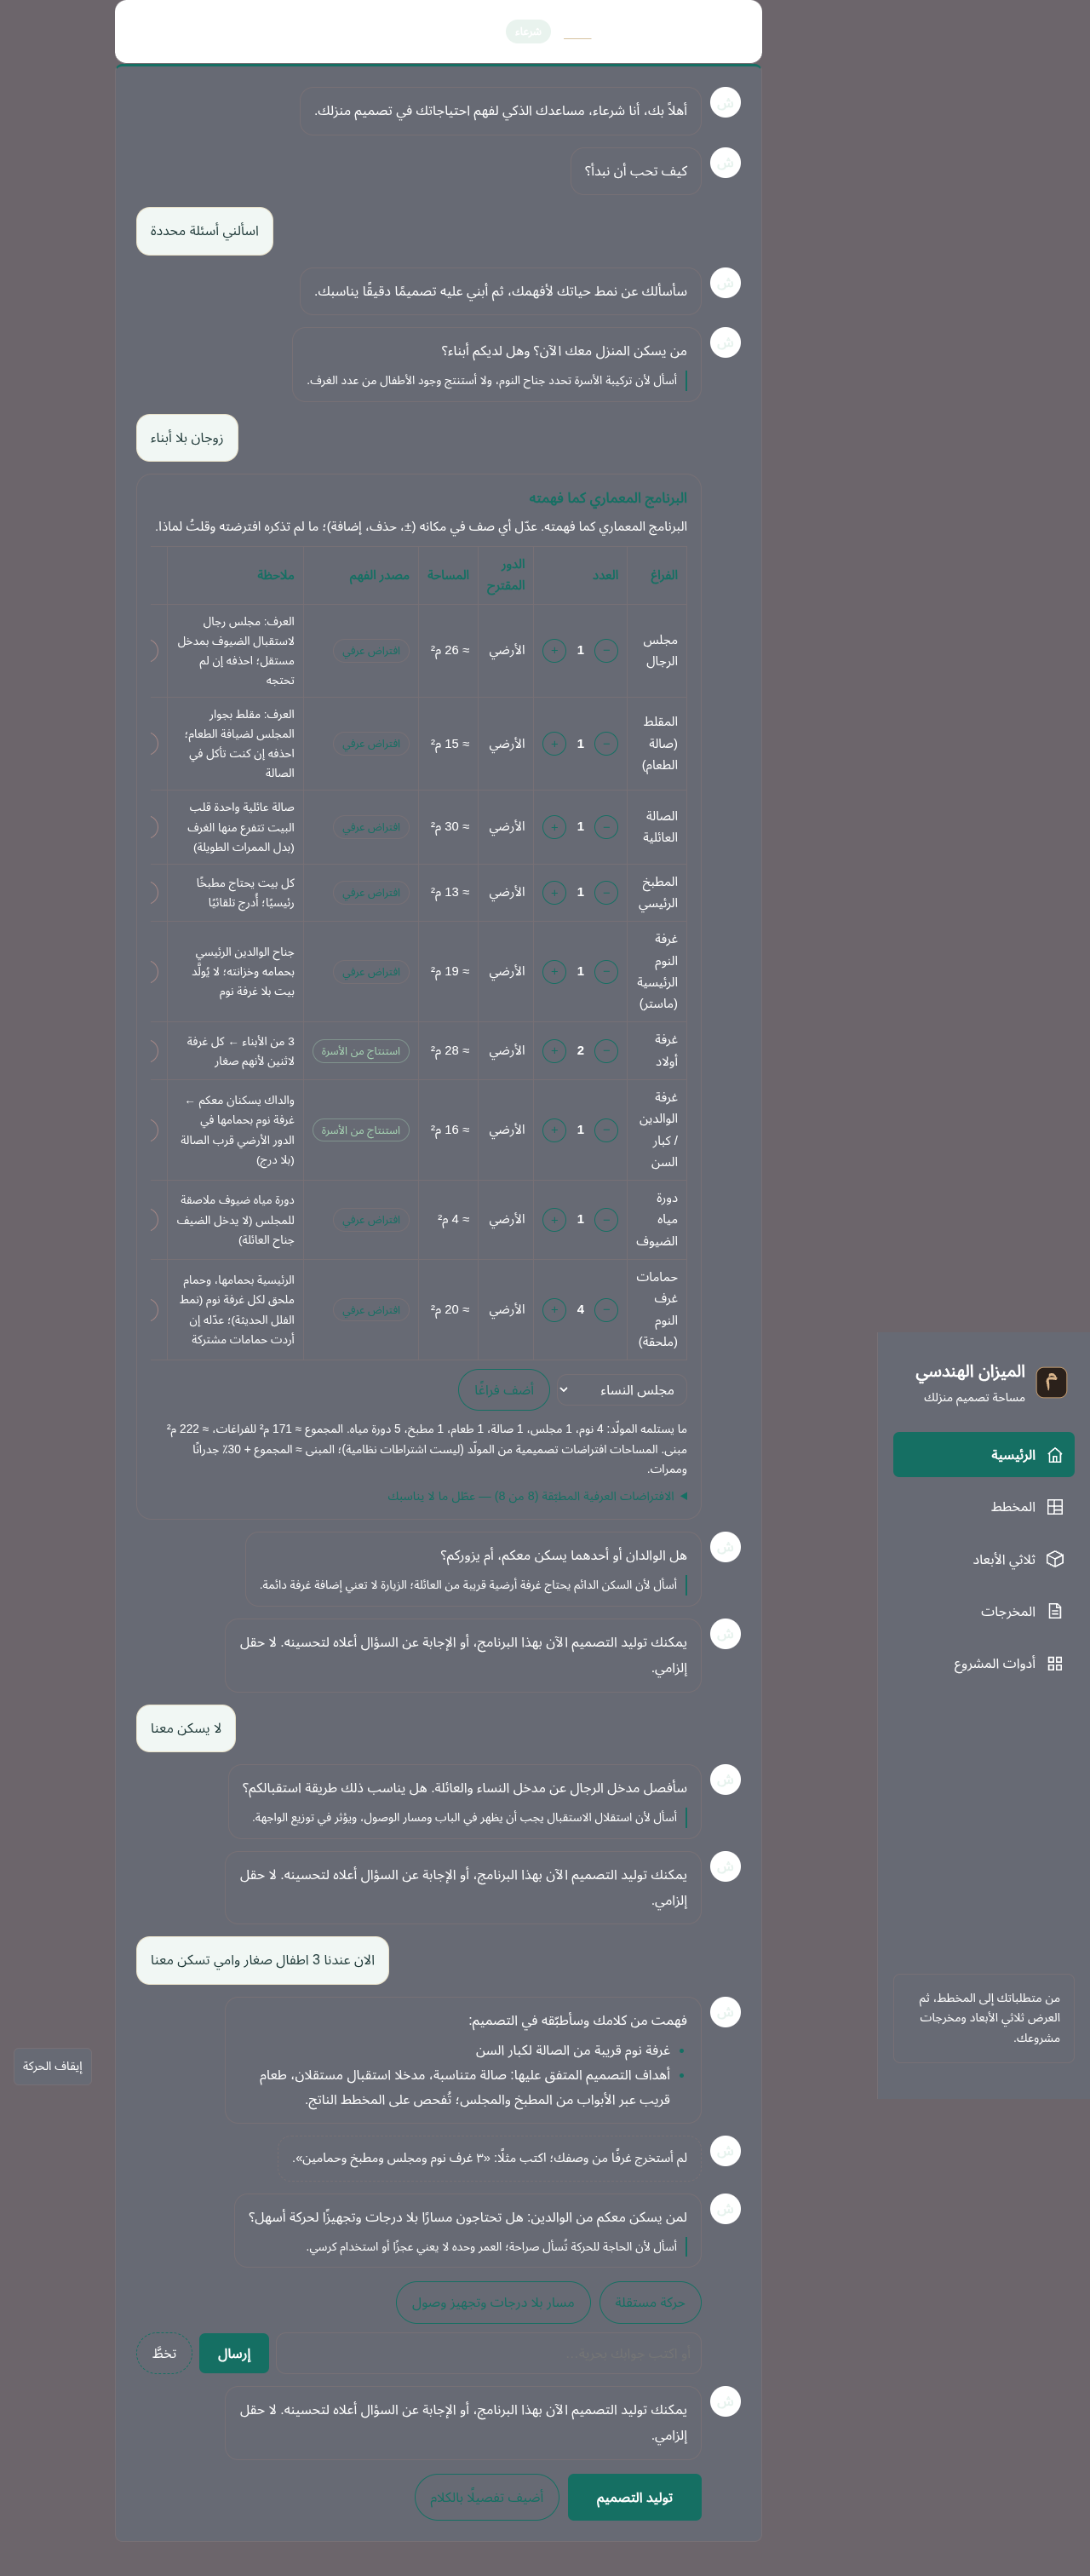 شرعاء
ش
أهلاً بك، أنا شرعاء، مساعدك الذكي لفهم احتياجاتك في تصميم منزلك.
ش
كيف تحب أن نبدأ؟
اسألني أسئلة محددة
ش
سأسألك عن نمط حياتك لأفهمك، ثم أبني عليه تصميمًا دقيقًا يناسبك.
ش
من يسكن المنزل معك الآن؟ وهل لديكم أبناء؟
أسأل لأن تركيبة الأسرة تحدد جناح النوم، ولا أستنتج وجود الأطفال من عدد الغرف.
زوجان بلا أبناء
البرنامج المعماري كما فهمته
البرنامج المعماري كما فهمته. عدّل أي صف في مكانه (±، حذف، إضافة)؛ ما لم تذكره افترضته وقلتُ لماذا.
الفراغ العدد الدور المقترح المساحة مصدر الفهم ملاحظة
مجلس الرجال − 1 + الأرضي ≈ 26 م² افتراض عرفي العرف: مجلس رجال لاستقبال الضيوف بمدخل مستقل؛ احذفه إن لم تحتجه
المقلط (صالة الطعام) − 1 + الأرضي ≈ 15 م² افتراض عرفي العرف: مقلط بجوار المجلس لضيافة الطعام؛ احذفه إن كنت تأكل في الصالة
الصالة العائلية − 1 + الأرضي ≈ 30 م² افتراض عرفي صالة عائلية واحدة قلب البيت تتفرع منها الغرف (بدل الممرات الطويلة)
المطبخ الرئيسي − 1 + الأرضي ≈ 13 م² افتراض عرفي كل بيت يحتاج مطبخًا رئيسيًا؛ أُدرج تلقائيًا
غرفة النوم الرئيسية (ماستر) − 1 + الأرضي ≈ 19 م² افتراض عرفي جناح الوالدين الرئيسي بحمامه وخزانته؛ لا يُولَّد بيت بلا غرفة نوم
غرفة أولاد − 2 + الأرضي ≈ 28 م² استنتاج من الأسرة 3 من الأبناء ← كل غرفة لاثنين لأنهم صغار
غرفة الوالدين / كبار السن − 1 + الأرضي ≈ 16 م² استنتاج من الأسرة والداك يسكنان معكم ← غرفة نوم بحمامها في الدور الأرضي قرب الصالة (بلا درج)
دورة مياه الضيوف − 1 + الأرضي ≈ 4 م² افتراض عرفي دورة مياه ضيوف ملاصقة للمجلس (لا يدخل الضيف جناح العائلة)
حمامات غرف النوم (ملحقة) − 4 + الأرضي ≈ 20 م² افتراض عرفي الرئيسية بحمامها، وحمام ملحق لكل غرفة نوم (نمط الفلل الحديثة)؛ عدّله إن أردت حمامات مشتركة
مجلس النساء أضف فراغًا
ما يستلمه المولّد: 4 نوم، 1 مجلس، 1 صالة، 1 طعام، 1 مطبخ، 5 دورة مياه. المجموع ≈ 171 م² للفراغات، ≈ 222 م²
مبنى. المساحات افتراضات تصميمية من المولّد (ليست اشتراطات نظامية)؛ المبنى ≈ المجموع + 30٪ جدرانًا
وممرات.
الافتراضات العرفية المطبّقة (8 من 8) — عطّل ما لا يناسبك
ش
هل الوالدان أو أحدهما يسكن معكم، أم يزوركم؟
أسأل لأن السكن الدائم يحتاج غرفة أرضية قريبة من العائلة؛ الزيارة لا تعني إضافة غرفة دائمة.
ش
يمكنك توليد التصميم الآن بهذا البرنامج، أو الإجابة عن السؤال أعلاه لتحسينه. لا حقل
إلزامي.
لا يسكن معنا
ش
سأفصل مدخل الرجال عن مدخل النساء والعائلة. هل يناسب ذلك طريقة استقبالكم؟
أسأل لأن استقلال الاستقبال يجب أن يظهر في الباب ومسار الوصول، ويؤثر في توزيع الواجهة.
ش
يمكنك توليد التصميم الآن بهذا البرنامج، أو الإجابة عن السؤال أعلاه لتحسينه. لا حقل
إلزامي.
الان عندنا 3 اطفال صغار وامي تسكن معنا
ش
فهمت من كلامك وسأطبّقه في التصميم:
• غرفة نوم قريبة من الصالة لكبار السن
• أهداف التصميم المتفق عليها: صالة متناسبة، مدخلا استقبال مستقلان، طعام
قريب عبر الأبواب من المطبخ والمجلس؛ تُفحص على المخطط الناتج.
ش
لم أستخرج غرفًا من وصفك؛ اكتب مثلًا: «٣ غرف نوم ومجلس ومطبخ وحمامين».
ش
لمن يسكن معكم من الوالدين: هل تحتاجون مسارًا بلا درجات وتجهيزًا لحركة أسهل؟
أسأل لأن الحاجة للحركة تُسأل صراحة؛ العمر وحده لا يعني عجزًا أو استخدام كرسي.
حركة مستقلة مسار بلا درجات وتجهيز وصول
أو اكتب جوابك بحرية... إرسال تخطَّ
ش
يمكنك توليد التصميم الآن بهذا البرنامج، أو الإجابة عن السؤال أعلاه لتحسينه. لا حقل
إلزامي.
توليد التصميم أضيف تفصيلًا بالكلام
م
الميزان الهندسي
مساحة تصميم منزلك
الرئيسية
المخطط
ثلاثي الأبعاد
المخرجات
أدوات المشروع
من متطلباتك إلى المخطط، ثم
العرض ثلاثي الأبعاد ومخرجات
مشروعك.
إيقاف الحركة